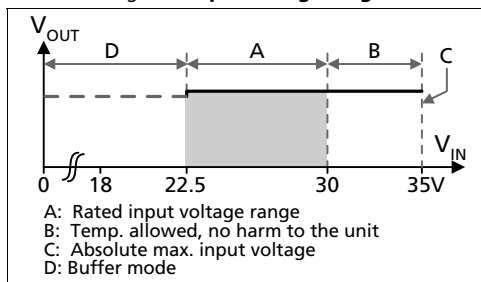 V_OUT
D A B C
V_IN
0 18 22.5 30 35V
A: Rated input voltage range
B: Temp. allowed, no harm to the unit
C: Absolute max. input voltage
D: Buffer mode